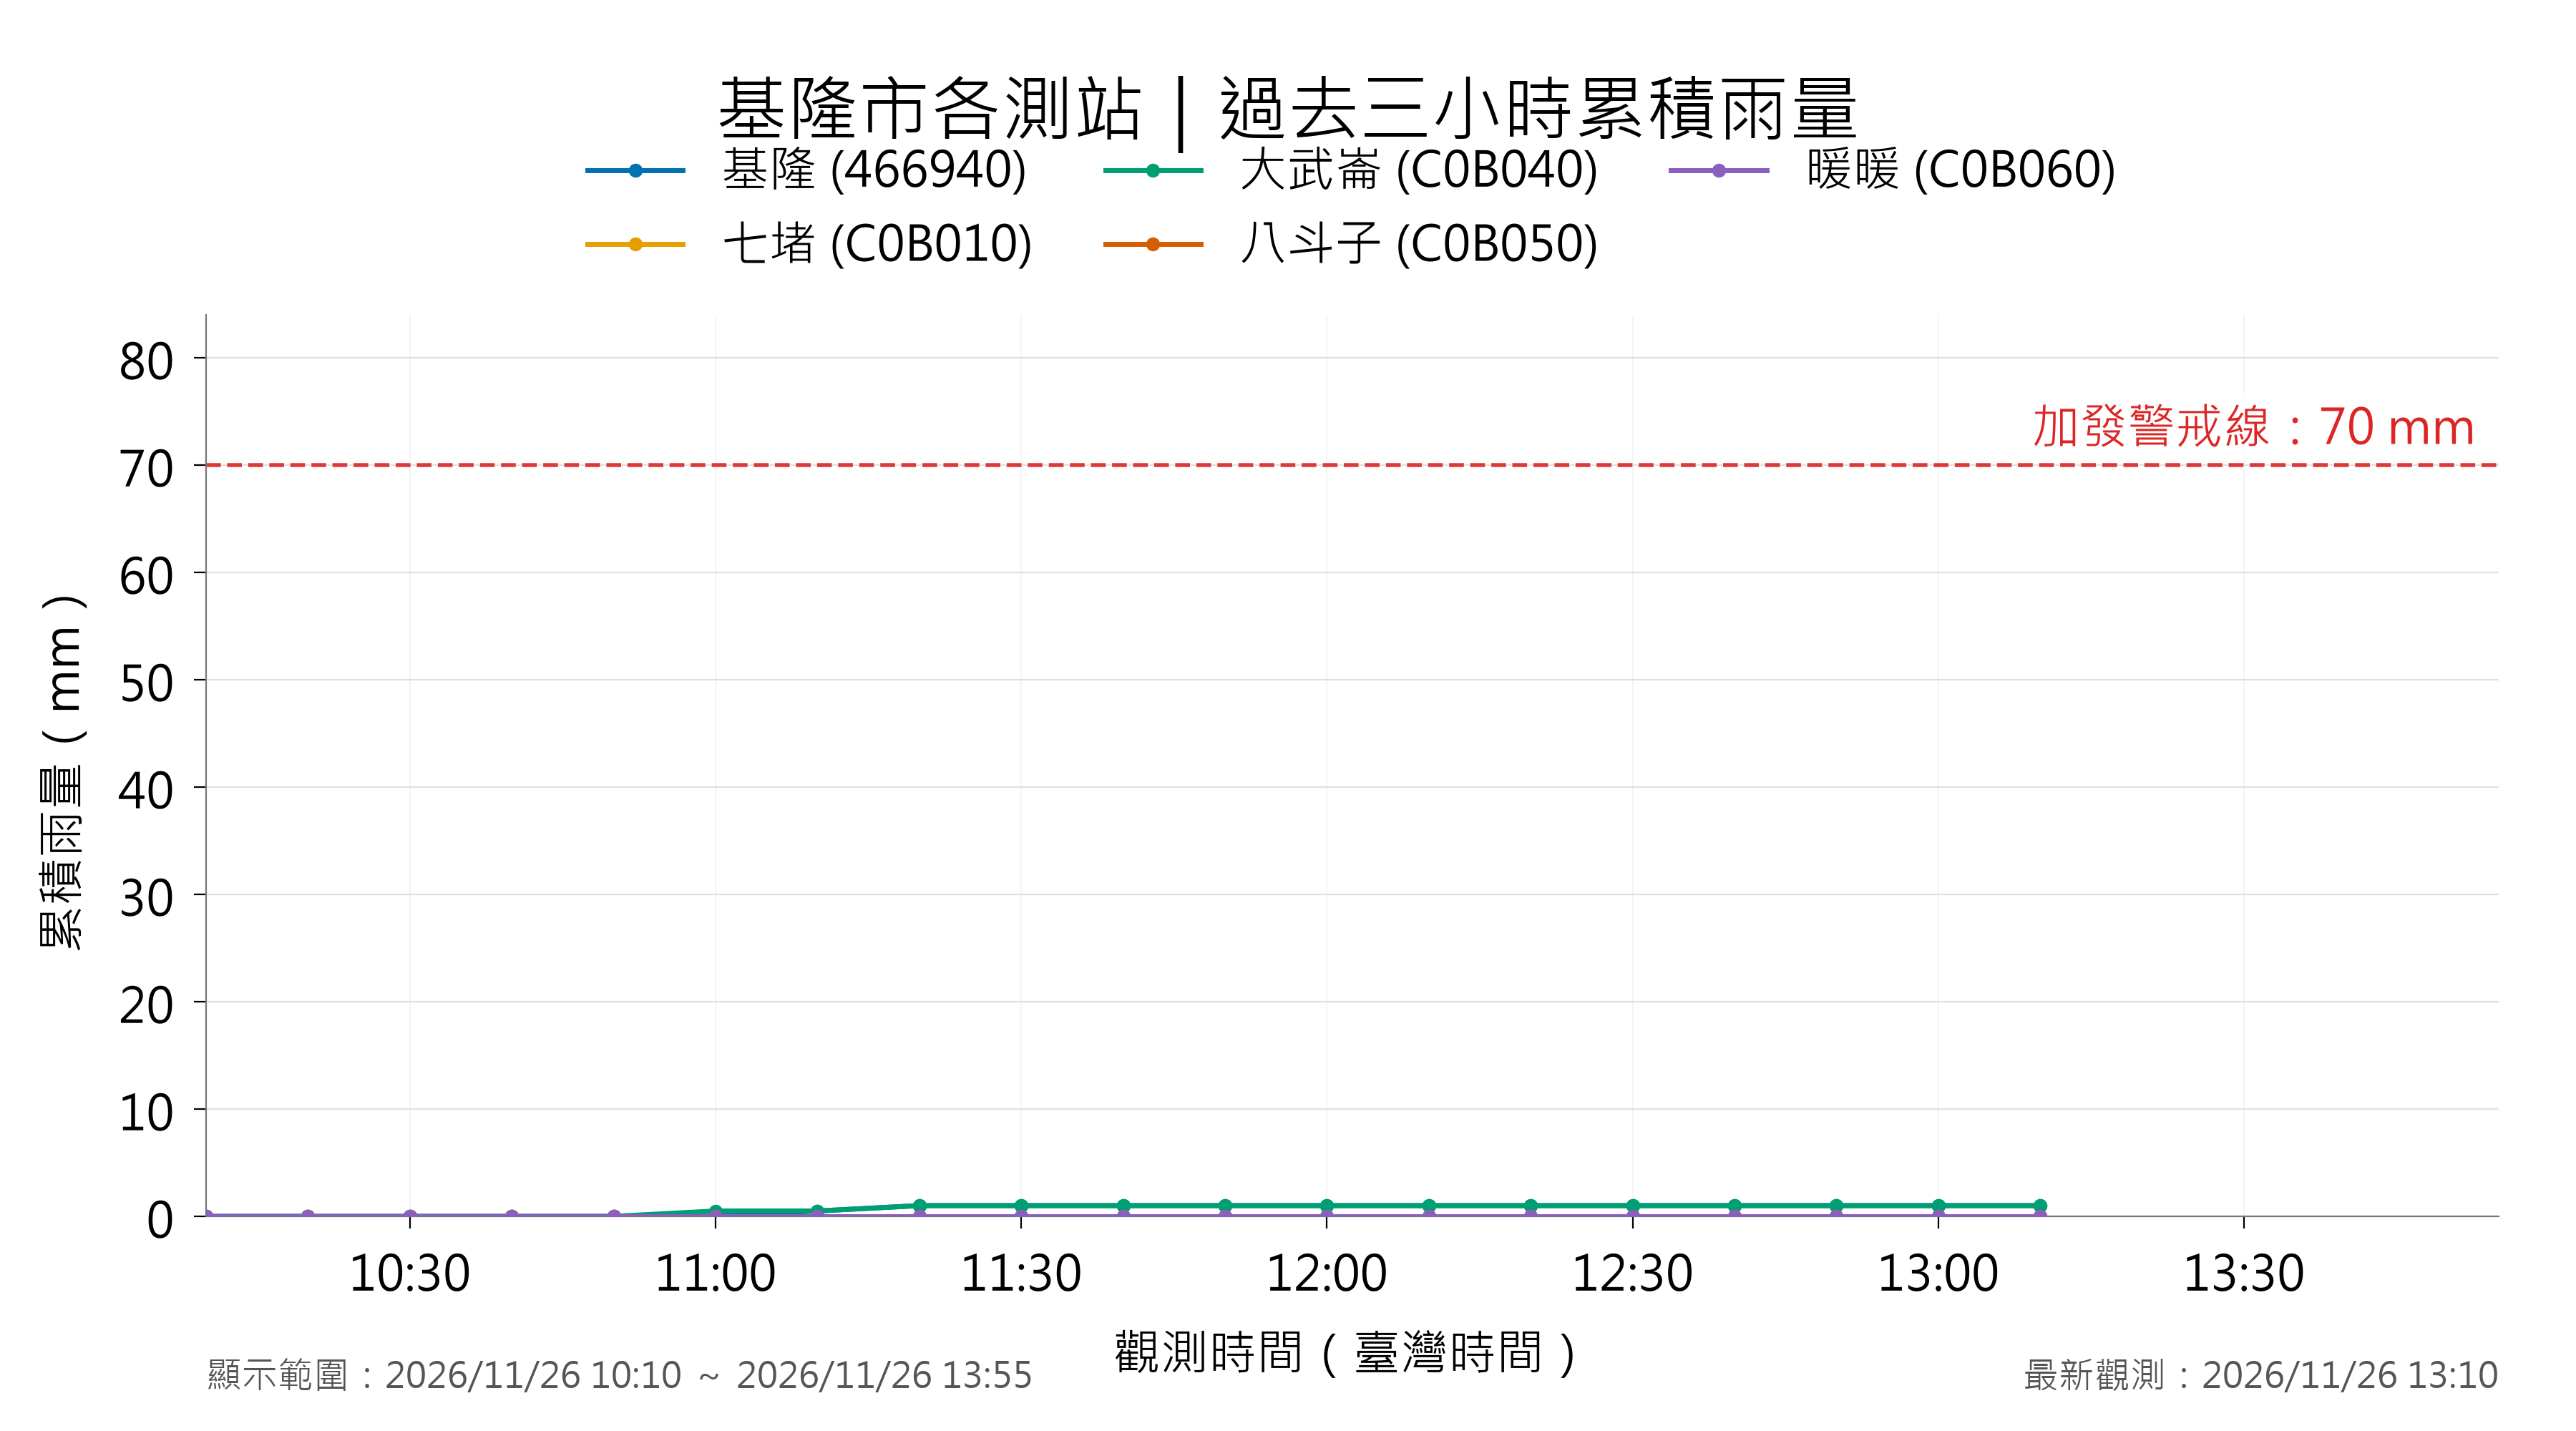 基隆市各測站｜過去三小時累積雨量
基隆 (466940)
大武崙 (C0B040)
暖暖 (C0B060)
七堵 (C0B010)
八斗子 (C0B050)
80
加發警戒線：70 mm
70
60
50
40
30
20
10
0
累積雨量（mm）
10:30 11:00 11:30 12:00 12:30 13:00 13:30
觀測時間（臺灣時間）
顯示範圍：2026/11/26 10:10 ~ 2026/11/26 13:55
最新觀測：2026/11/26 13:10